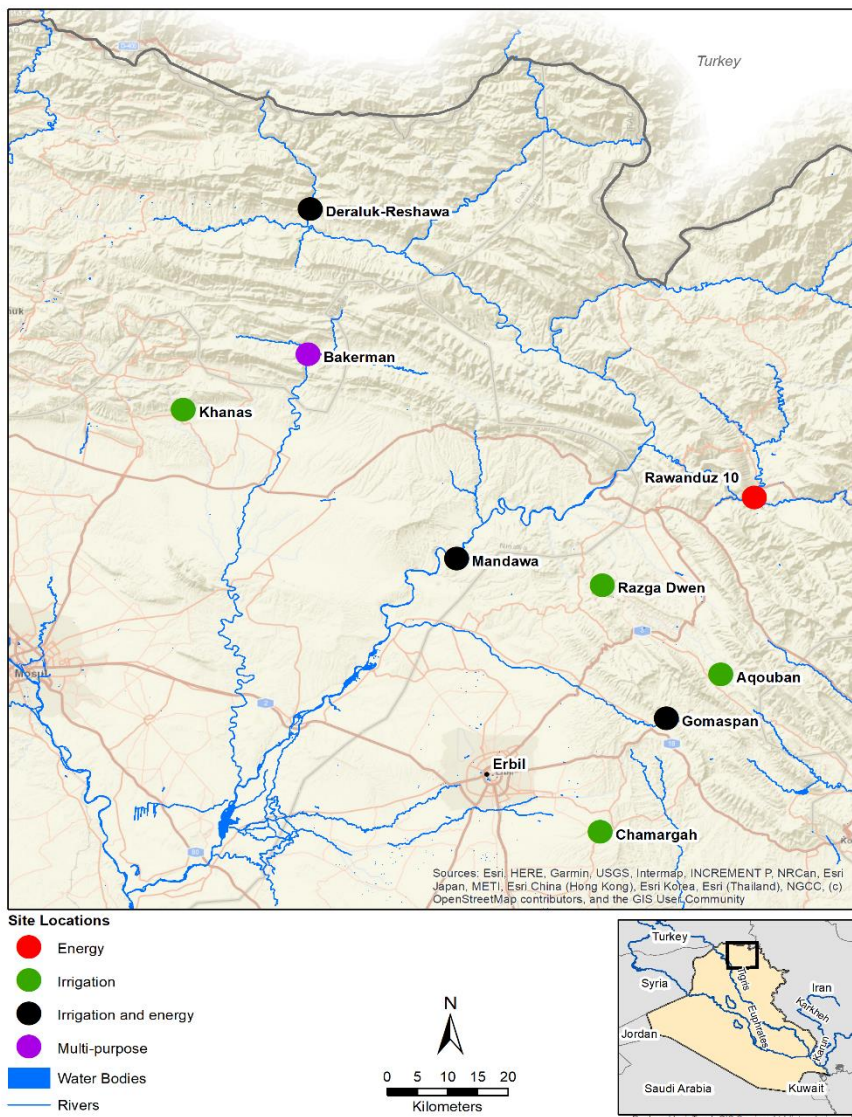 Turkey
Deraluk-Reshawa
Bakerman
Khanas
Rawanduz 10
Mandawa
Razga Dwen
Mosul
Aqouban
Gomaspan
Erbil
Chamargah
Sources: Esri, HERE, Garmin, USGS, Intermap, INCREMENT P, NRCan, Esri
Japan, METI, Esri China (Hong Kong), Esri Korea, Esri (Thailand), NGCC, (c)
OpenStreetMap contributors, and the GIS User Community
Site Locations
Energy
Irrigation
Irrigation and energy
Multi-purpose
Water Bodies
Rivers
N
0 5 10 15 20
Kilometers
Turkey
Syria
Tigris
Iran
Karkheh
Euphrates
Jordan
Karun
Saudi Arabia
Kuwait